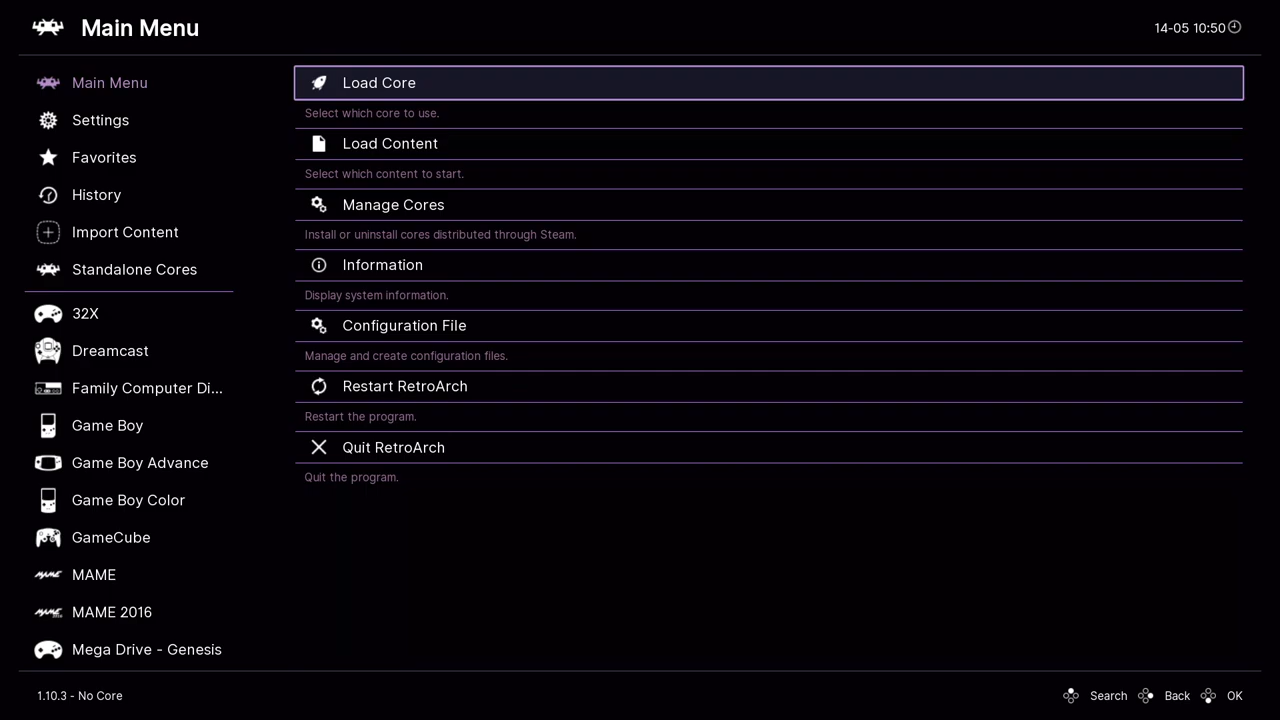 Main Menu
14-05 10:50
Main Menu
Settings
Favorites
History
Import Content
Standalone Cores
32X
Dreamcast
Family Computer Di...
Game Boy
Game Boy Advance
Game Boy Color
GameCube
MAME
MAME 2016
Mega Drive - Genesis
Load Core
Select which core to use.
Load Content
Select which content to start.
Manage Cores
Install or uninstall cores distributed through Steam.
Information
Display system information.
Configuration File
Manage and create configuration files.
Restart RetroArch
Restart the program.
Quit RetroArch
Quit the program.
1.10.3 - No Core
Search Back OK